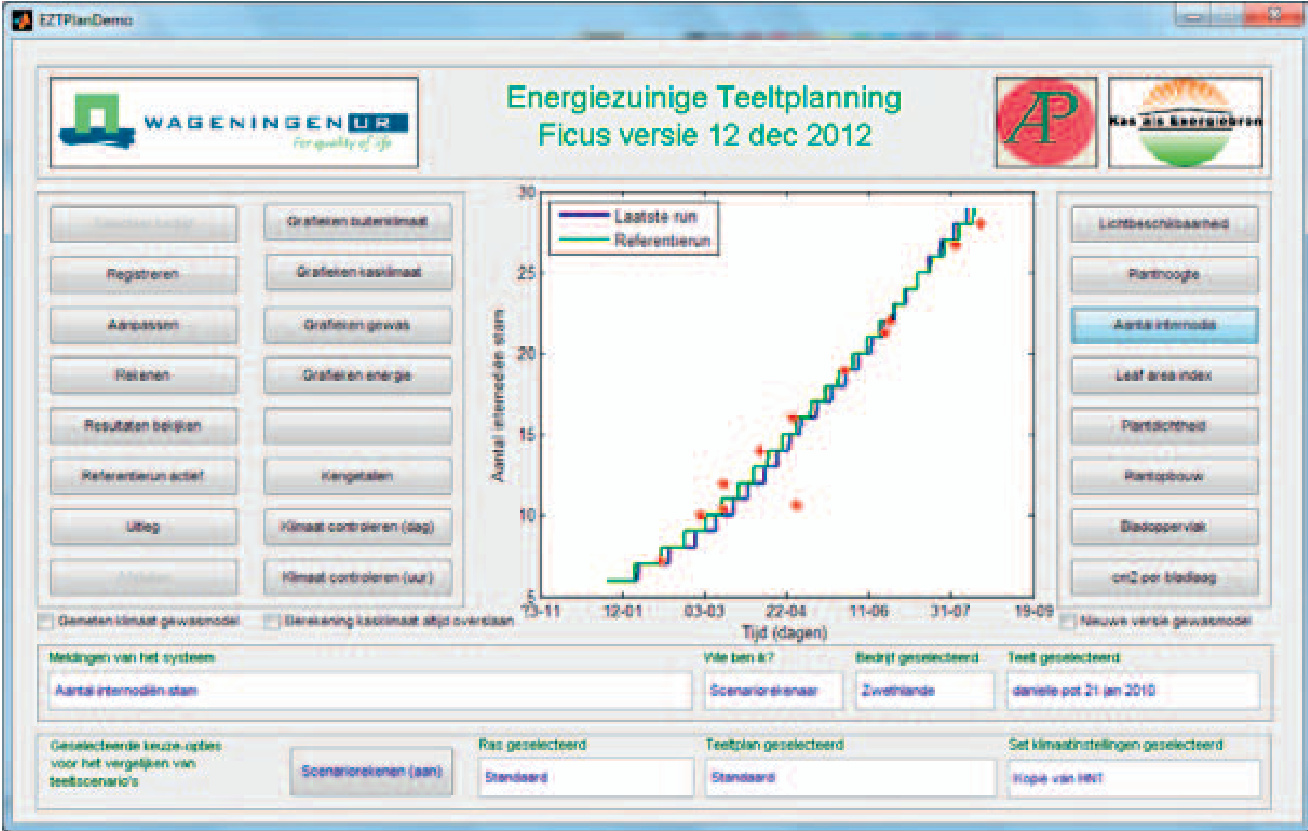 EZTPlanDemo
WAGENINGEN UR
For quality of life
Energiezuinige Teeltplanning
Ficus versie 12 dec 2012
AP
Kas als Energiebron
Registreren
Aanpassen
Rekenen
Resultaten bekijken
Referentierun actief
Uitleg
Grafieken buitenklimaat
Grafieken kasklimaat
Grafieken gewas
Grafieken energie
Kengetallen
Klimaat controleren (dag)
Klimaat controleren (uur)
Laatste run
Referentierun
Aantal internodiën stam
30
25
20
15
10
5
23-11
12-01
03-03
22-04
11-06
31-07
19-09
Tijd (dagen)
Lichtbeschikbaarheid
Planthoogte
Aantal internodia
Leaf area index
Plantdichtheid
Plantopbouw
Bladoppervlak
cm2 per bladlaag
Gemeten klimaat gewasmodel
Berekening kasklimaat altijd overslaan
Nieuwe versie gewasmodel
Meldingen van het systeem
Aantal internodiën stam
Wie ben ik?
Scenariorekenaar
Bedrijf geselecteerd
Zwethlande
Teelt geselecteerd
danielle pot 21 jan 2010
Geselecteerde keuze-opties
voor het vergelijken van
teeltscenario's
Scenariorekenen (aan)
Ras geselecteerd
Standaard
Teeltplan geselecteerd
Standaard
Set klimaatinstellingen geselecteerd
Kopie van HNT